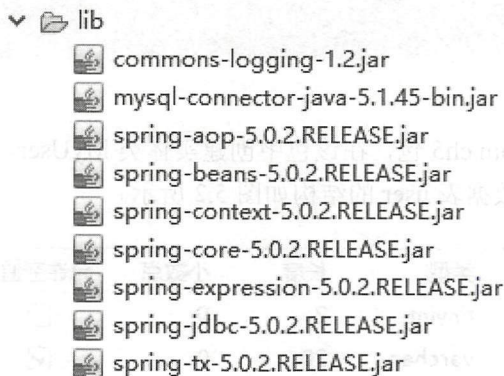 lib
commons-logging-1.2.jar
mysql-connector-java-5.1.45-bin.jar
spring-aop-5.0.2.RELEASE.jar
spring-beans-5.0.2.RELEASE.jar
spring-context-5.0.2.RELEASE.jar
spring-core-5.0.2.RELEASE.jar
spring-expression-5.0.2.RELEASE.jar
spring-jdbc-5.0.2.RELEASE.jar
spring-tx-5.0.2.RELEASE.jar